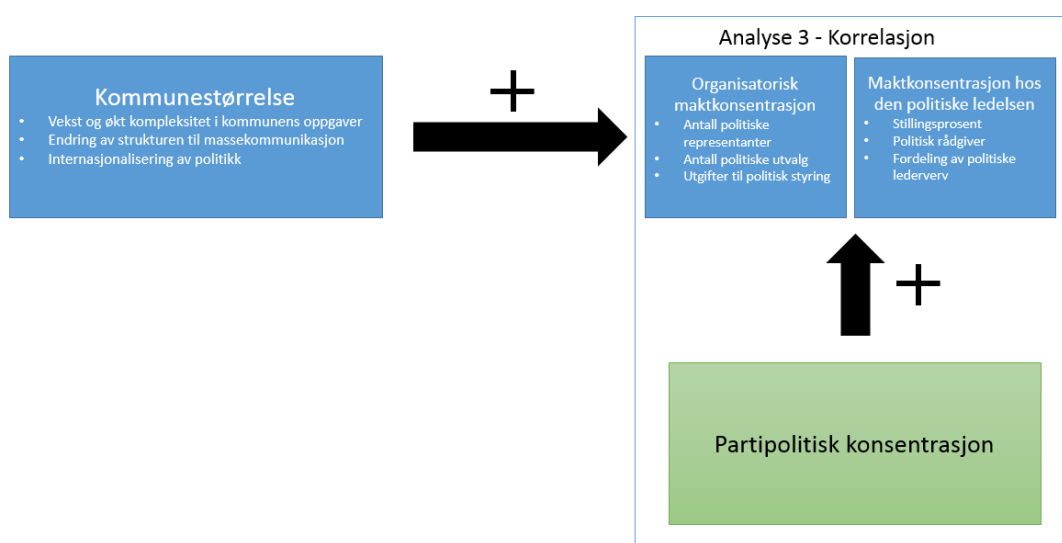 Kommunestørrelse
• Vekst og økt kompleksitet i kommunens oppgaver
• Endring av strukturen til massekommunikasjon
• Internasjonalisering av politikk
+
Analyse 3 - Korrelasjon
Organisatorisk
maktkonsentrasjon
• Antall politiske
representanter
• Antall politiske utvalg
• Utgifter til politisk styring
Maktkonsentrasjon hos
den politiske ledelsen
• Stillingsprosent
• Politisk rådgiver
• Fordeling av politiske
lederverv
+
Partipolitisk konsentrasjon